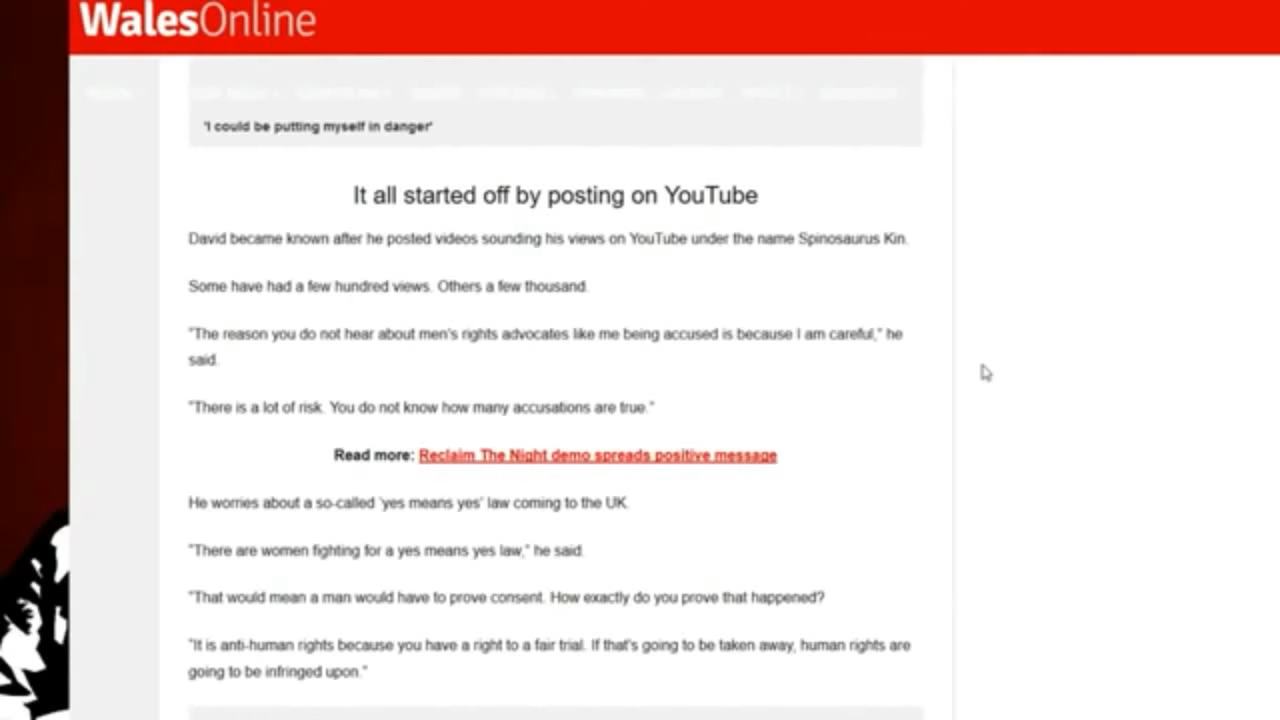 WalesOnline
'I could be putting myself in danger'
It all started off by posting on YouTube
David became known after he posted videos sounding his views on YouTube under the name Spinosaurus Kin.
Some have had a few hundred views. Others a few thousand.
"The reason you do not hear about men's rights advocates like me being accused is because I am careful," he
said.
"There is a lot of risk. You do not know how many accusations are true."
Read more: Reclaim The Night demo spreads positive message
He worries about a so-called 'yes means yes' law coming to the UK.
"There are women fighting for a yes means yes law," he said.
"That would mean a man would have to prove consent. How exactly do you prove that happened?
"It is anti-human rights because you have a right to a fair trial. If that's going to be taken away, human rights are
going to be infringed upon."